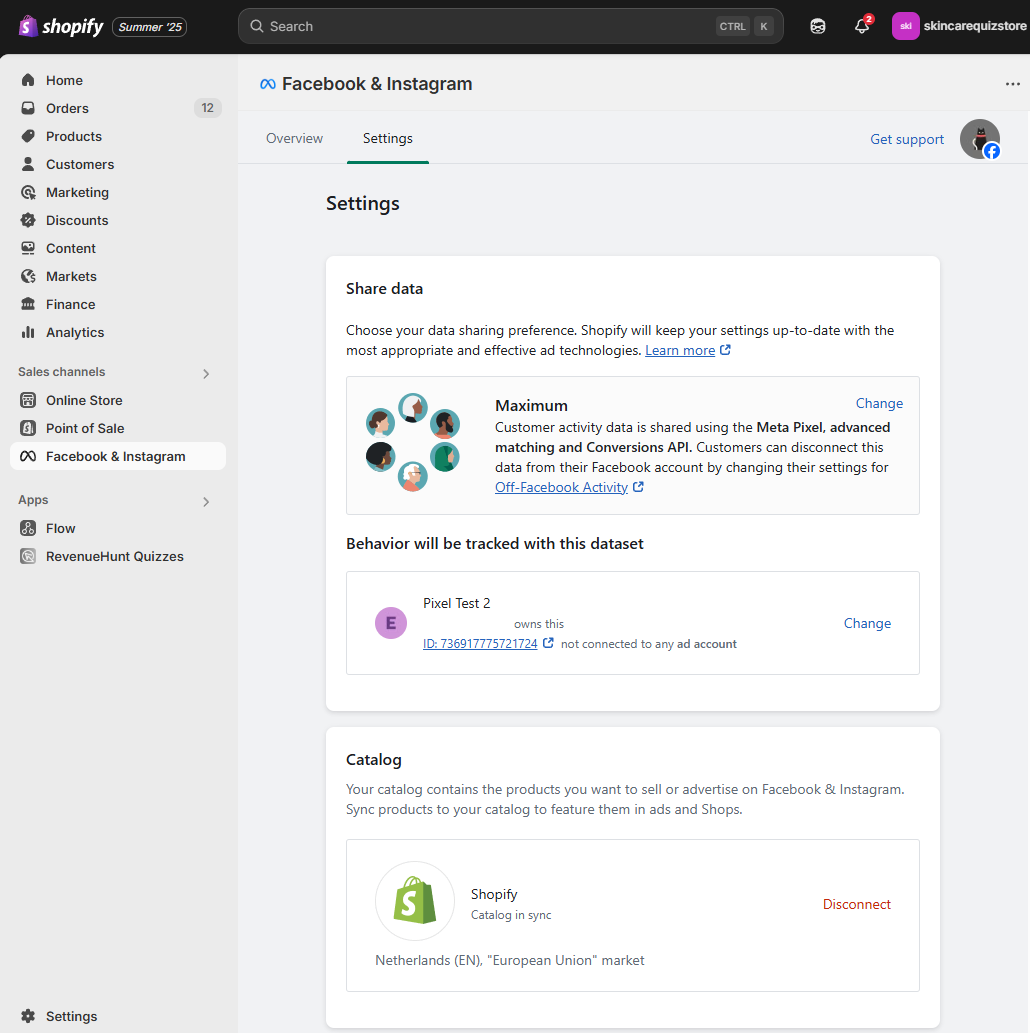 shopify
Summer '25
Search
CTRL K
2
ski
skincarequizstore
Home
Orders 12
Products
Customers
Marketing
Discounts
Content
Markets
Finance
Analytics
Sales channels
Online Store
Point of Sale
Facebook & Instagram
Apps
Flow
RevenueHunt Quizzes
Settings
Facebook & Instagram
Overview Settings Get support
Settings
Share data
Choose your data sharing preference. Shopify will keep your settings up-to-date with the
most appropriate and effective ad technologies. Learn more
Maximum Change
Customer activity data is shared using the Meta Pixel, advanced
matching and Conversions API. Customers can disconnect this
data from their Facebook account by changing their settings for
Off-Facebook Activity
Behavior will be tracked with this dataset
E
Pixel Test 2
owns this
Change
ID: 736917775721724 not connected to any ad account
Catalog
Your catalog contains the products you want to sell or advertise on Facebook & Instagram.
Sync products to your catalog to feature them in ads and Shops.
Shopify
Catalog in sync
Disconnect
Netherlands (EN), "European Union" market